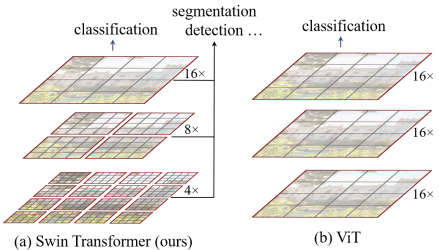 segmentation
classification
detection ...
classification
16×
8×
4×
16×
16×
16×
(a) Swin Transformer (ours)
(b) ViT